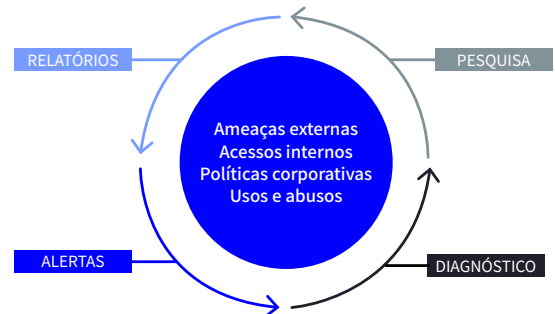 RELATÓRIOS
PESQUISA
Ameaças externas
Acessos internos
Políticas corporativas
Usos e abusos
ALERTAS
DIAGNÓSTICO